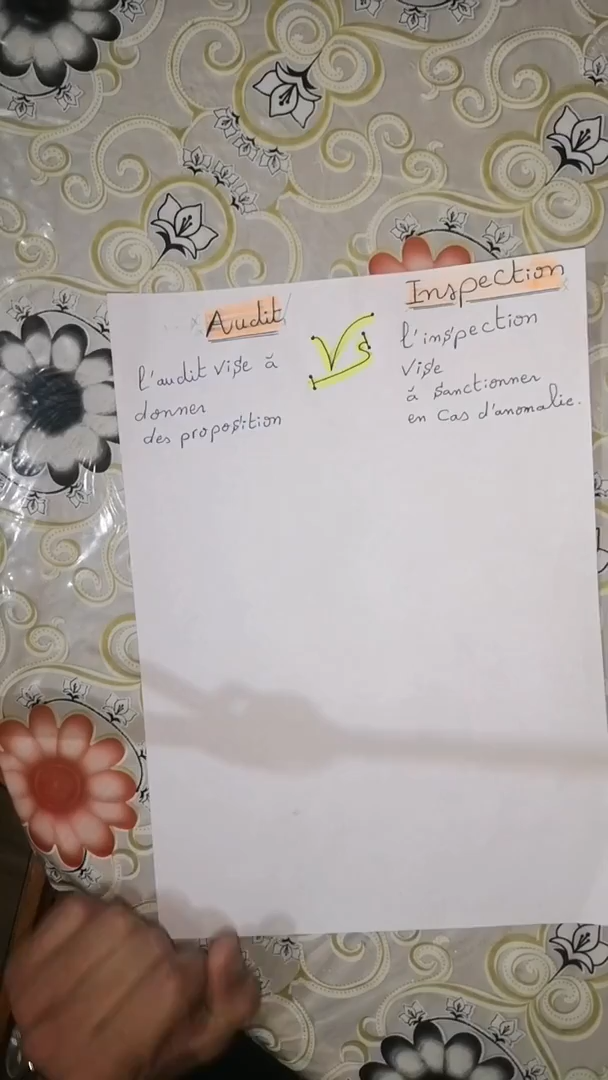 Audit
Vs
Inspection
l'audit vise à
donner
des proposition
l'inspection
vise
à sanctionner
en cas d'anomalie.